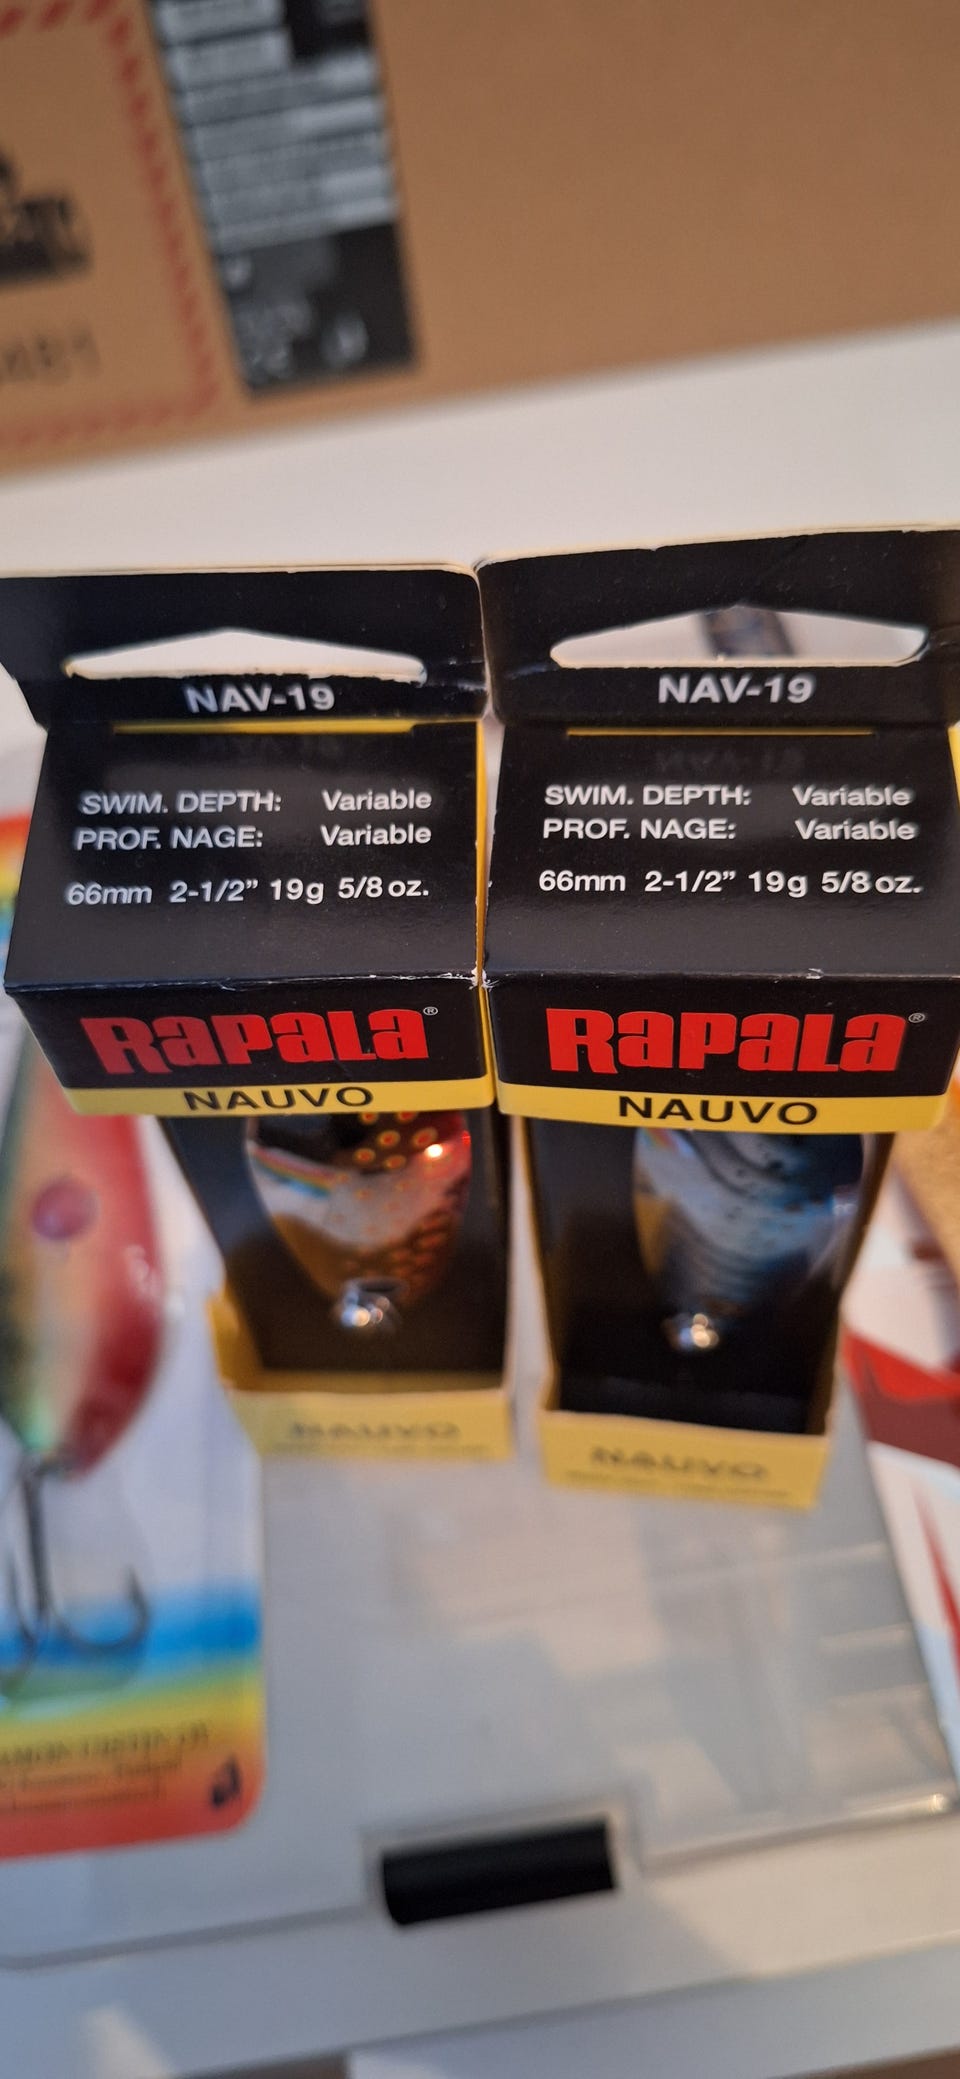 NAV-19
SWIM. DEPTH: Variable
PROF. NAGE: Variable
66mm 2-1/2" 19g 5/8 oz.
RAPALA®
NAUVO
NAUVO
NAV-19
SWIM. DEPTH: Variable
PROF. NAGE: Variable
66mm 2-1/2" 19g 5/8 oz.
RAPALA®
NAUVO
NAUVO